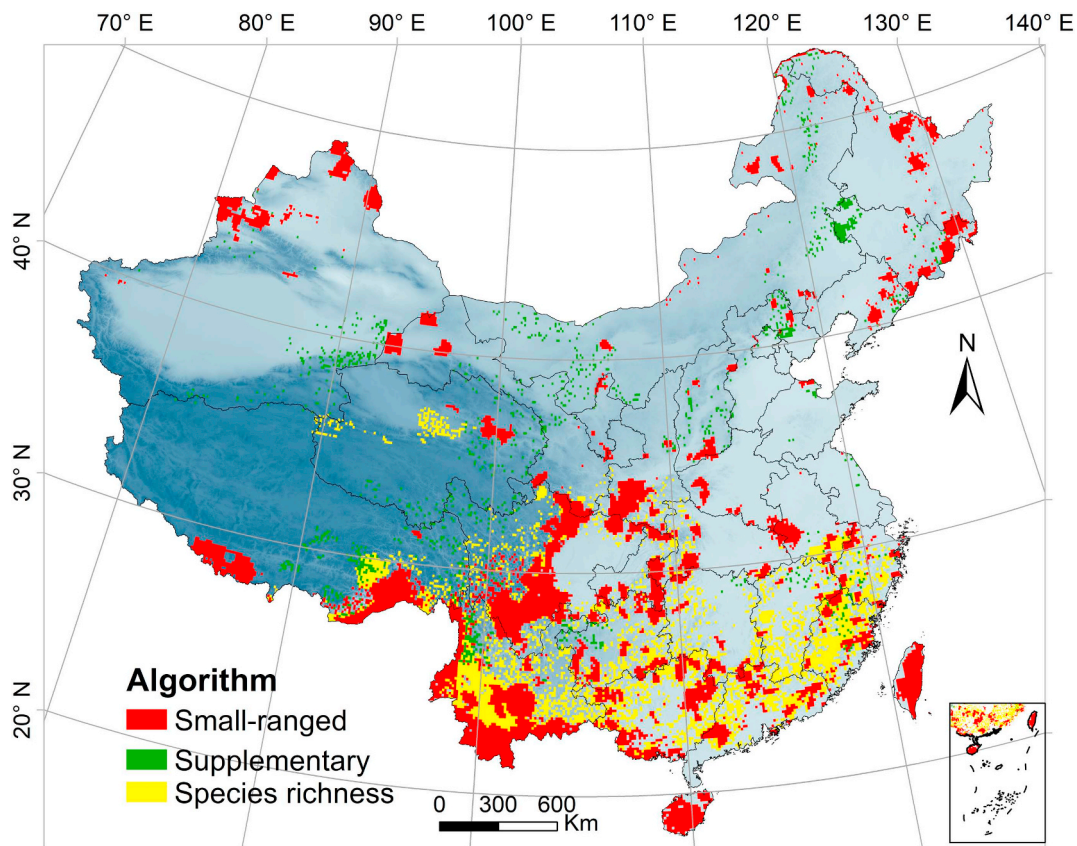 70° E 80° E 90° E 100° E 110° E 120° E 130° E 140° E
40° N
30° N
20° N
N
Algorithm
Small-ranged
Supplementary
Species richness
0 300 600
Km